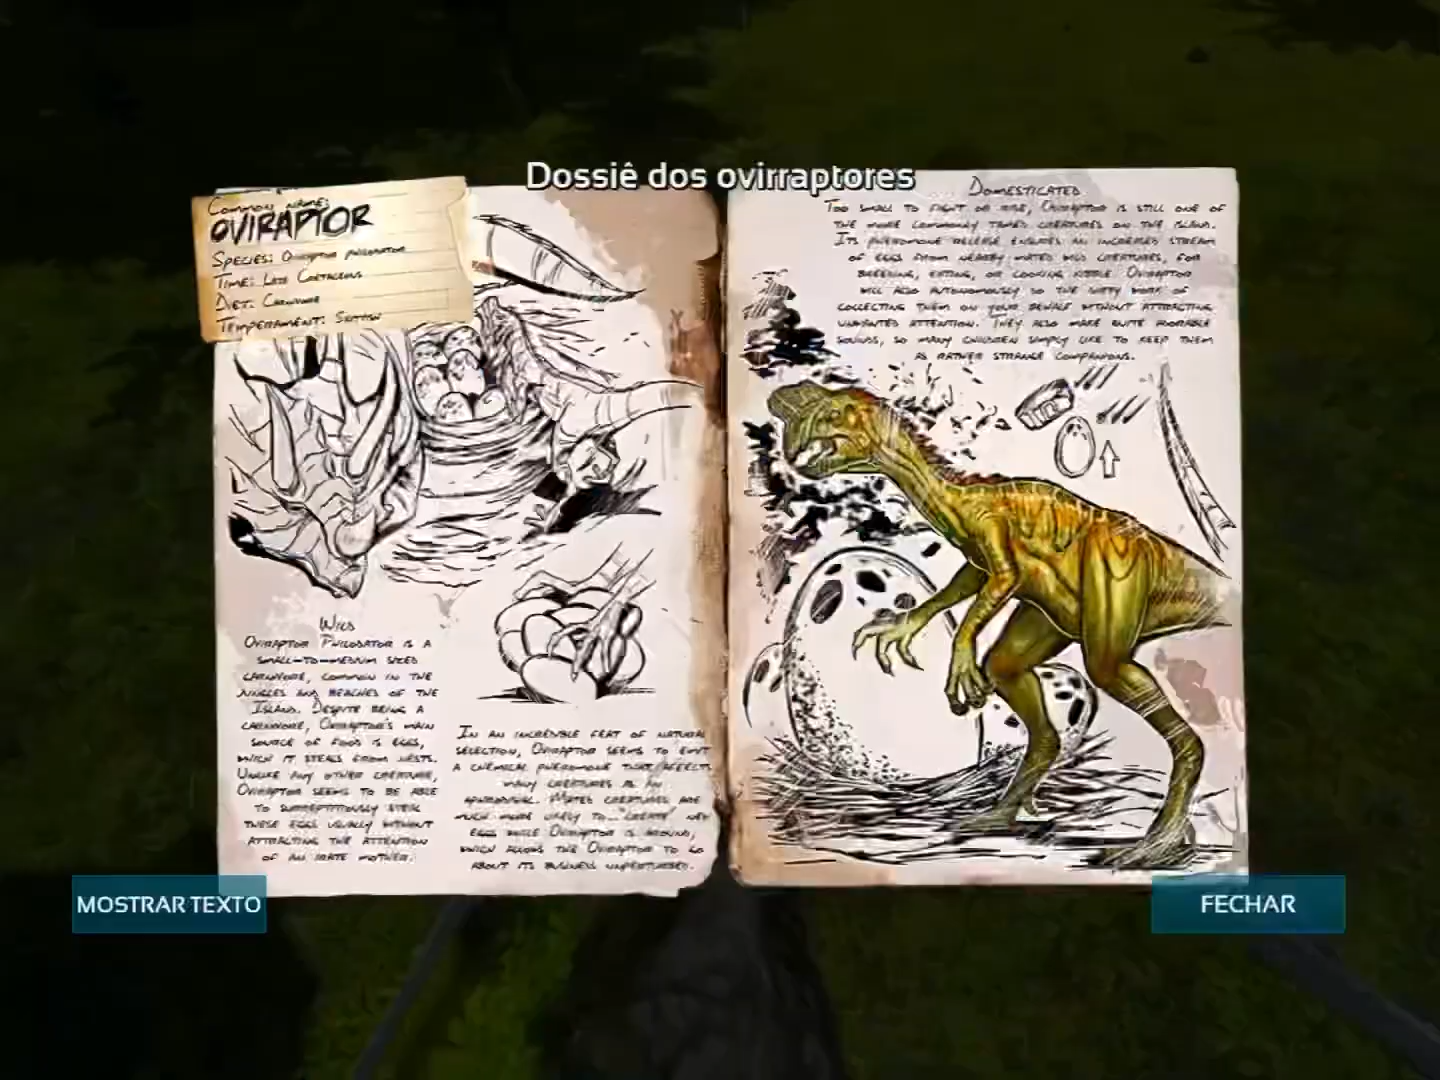 Dossiê dos ovirraptores
Common name:
Oviraptor
Species: Oviraptor philodator
Time: Late Cretaceous
Diet: Carnivore
Temperament: Skittish
Wild
Oviraptor Philodator is a
small-to-medium sized
carnivore, common in the
jungles and beaches of the
Island. Despite being a
carnivore, Oviraptor's main
source of food is eggs,
which it steals from nests.
Unlike any other creature,
Oviraptor seems to be able
to surreptitiously steal
these eggs usually without
attracting the attention
of an irate mother.
In an incredible feat of natural
selection, Oviraptor seems to emit
a chemical pheromone that affects
many creatures as an
aphrodisiac. Mated creatures are
much more likely to... "create" new
eggs while Oviraptor is around,
which allows the Oviraptor to go
about its business unperturbed.
Domesticated
Too small to fight or ride, Oviraptor is still one of
the more commonly tamed creatures on the island.
Its pheromone release ensures an increased stream
of eggs from nearby mated wild creatures, for
breeding, eating, or cooking kibble. Oviraptor
will also autonomously do the dirty work of
collecting them on your behalf without attracting
unwanted attention. They also make quite adorable
sounds, so many children simply like to keep them
as rather strange companions.
MOSTRAR TEXTO
FECHAR